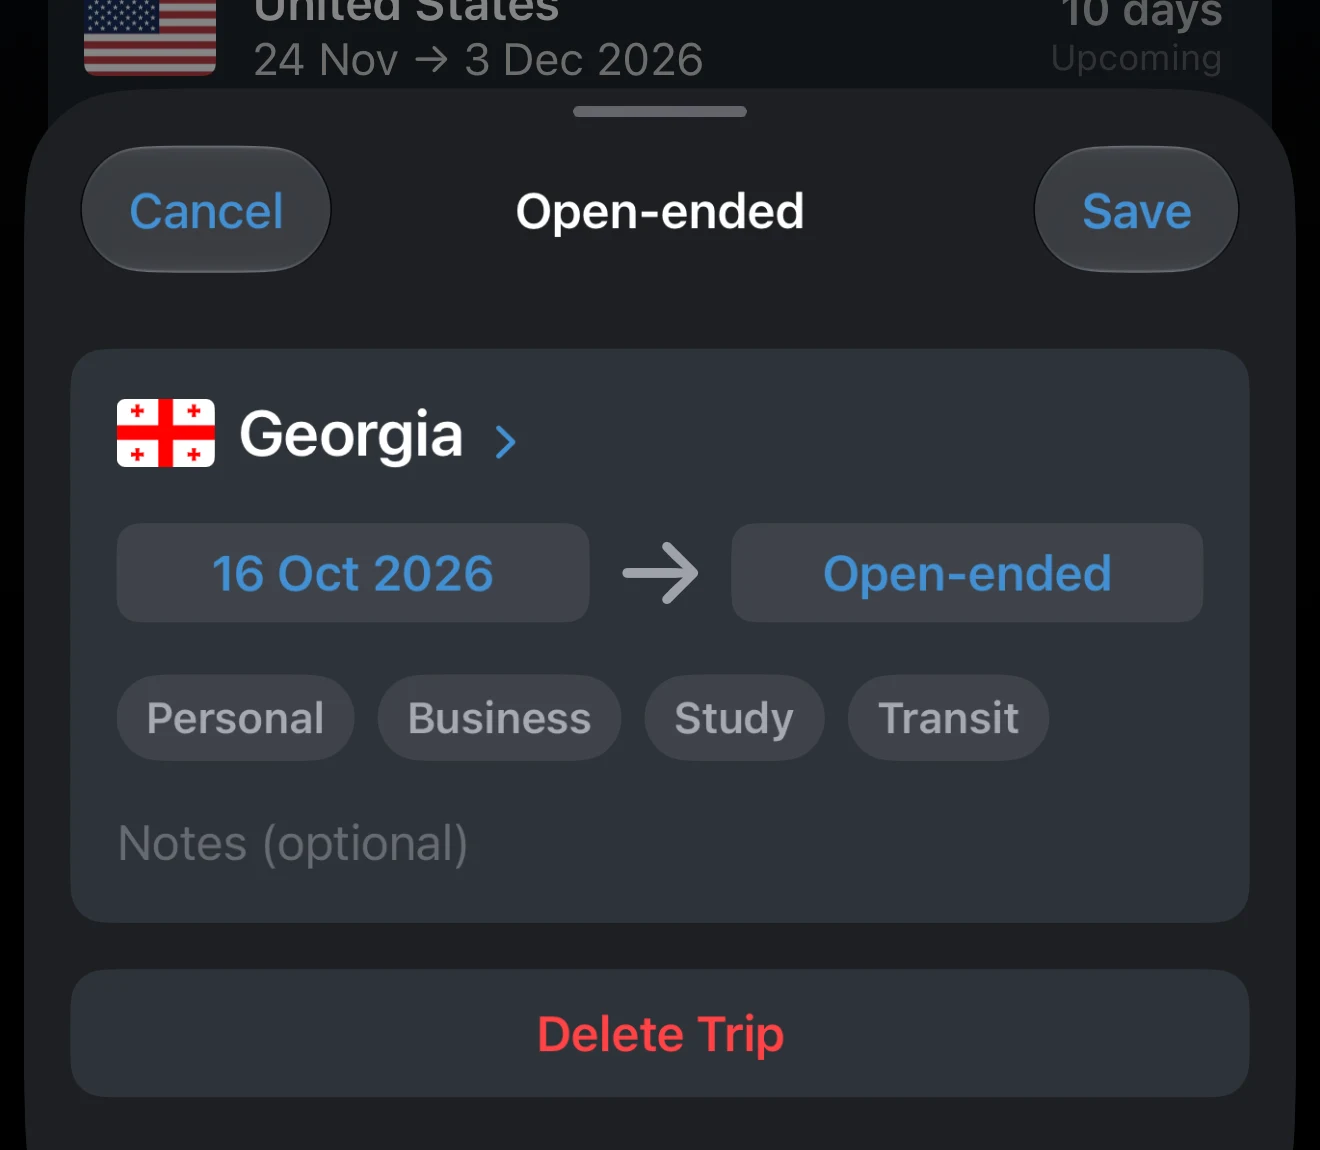 United States
10 days
24 Nov → 3 Dec 2026
Upcoming
Cancel
Open-ended
Save
Georgia >
16 Oct 2026 → Open-ended
Personal Business Study Transit
Notes (optional)
Delete Trip